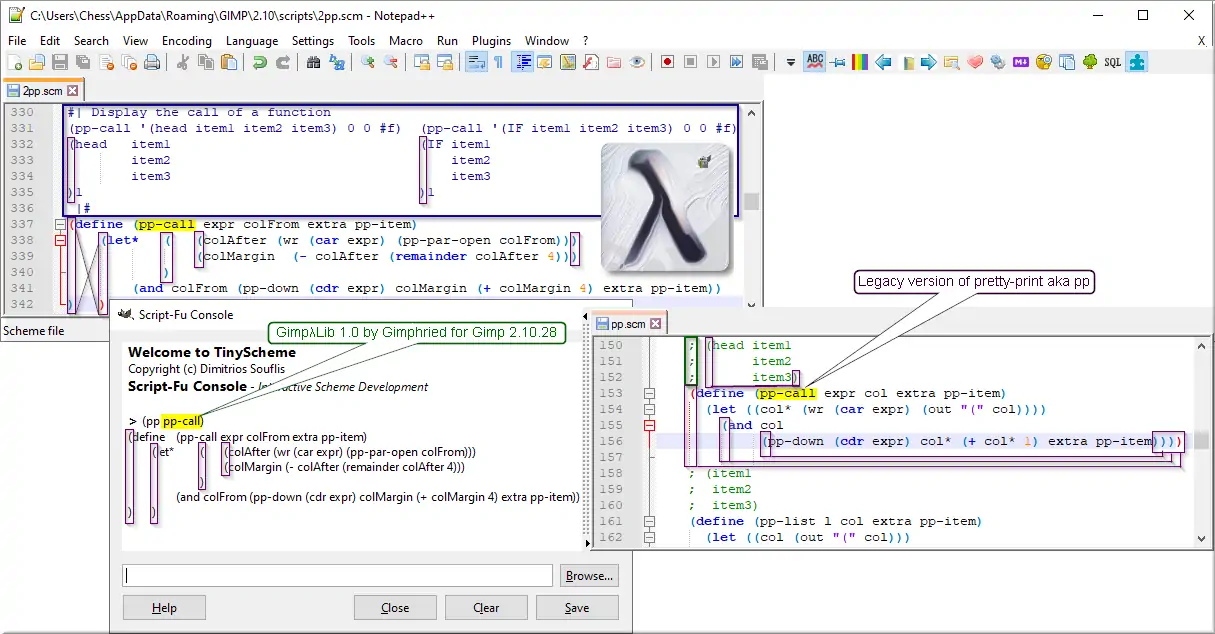 C:\Users\Chess\AppData\Roaming\GIMP\2.10\scripts\2pp.scm - Notepad++
File Edit Search View Encoding Language Settings Tools Macro Run Plugins Window ? X
ABC SQL
2pp.scm
330 #| Display the call of a function
331 (pp-call '(head item1 item2 item3) 0 0 #f) (pp-call '(IF item1 item2 item3) 0 0 #f)
332 (head item1 (IF item1
333 item2 item2
334 item3 item3
335 )1 )1
336 |#
337 (define (pp-call expr colFrom extra pp-item)
338 (let* ( (colAfter (wr (car expr) (pp-par-open colFrom)))
339 (colMargin (- colAfter (remainder colAfter 4)))
340 )
341 (and colFrom (pp-down (cdr expr) colMargin (+ colMargin 4) extra pp-item))
342 ) )
Scheme file
Legacy version of pretty-print aka pp
Script-Fu Console
GimpλLib 1.0 by Gimphried for Gimp 2.10.28
Welcome to TinyScheme
Copyright (c) Dimitrios Souflis
Script-Fu Console - Interactive Scheme Development
> (pp pp-call)
(define (pp-call expr colFrom extra pp-item)
(let* ( (colAfter (wr (car expr) (pp-par-open colFrom)))
(colMargin (- colAfter (remainder colAfter 4)))
)
(and colFrom (pp-down (cdr expr) colMargin (+ colMargin 4) extra pp-item))
) )
Browse...
Help Close Clear Save
pp.scm
150 ; (head item1
151 ; item2
152 ; item3)
153 (define (pp-call expr col extra pp-item)
154 (let ((col* (wr (car expr) (out "(" col))))
155 (and col
156 (pp-down (cdr expr) col* (+ col* 1) extra pp-item))))
157
158 ; (item1
159 ; item2
160 ; item3)
161 (define (pp-list l col extra pp-item)
162 (let ((col (out "(" col)))